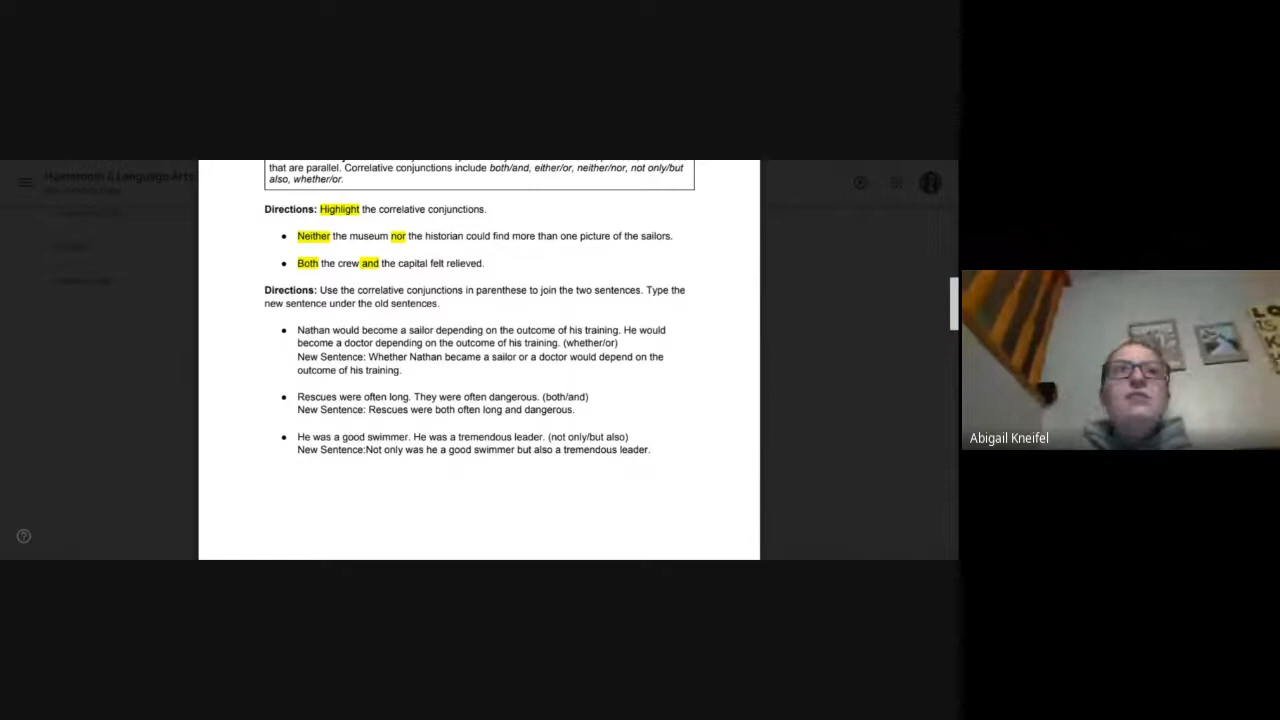 that are parallel. Correlative conjunctions include both/and, either/or, neither/nor, not only/but
also, whether/or.
Homeroom & Language Arts
Directions: Highlight the correlative conjunctions.
● Neither the museum nor the historian could find more than one picture of the sailors.
● Both the crew and the capital felt relieved.
Directions: Use the correlative conjunctions in parenthese to join the two sentences. Type the
new sentence under the old sentences.
● Nathan would become a sailor depending on the outcome of his training. He would
become a doctor depending on the outcome of his training. (whether/or)
New Sentence: Whether Nathan became a sailor or a doctor would depend on the
outcome of his training.
● Rescues were often long. They were often dangerous. (both/and)
New Sentence: Rescues were both often long and dangerous.
● He was a good swimmer. He was a tremendous leader. (not only/but also)
New Sentence:Not only was he a good swimmer but also a tremendous leader.
Abigail Kneifel